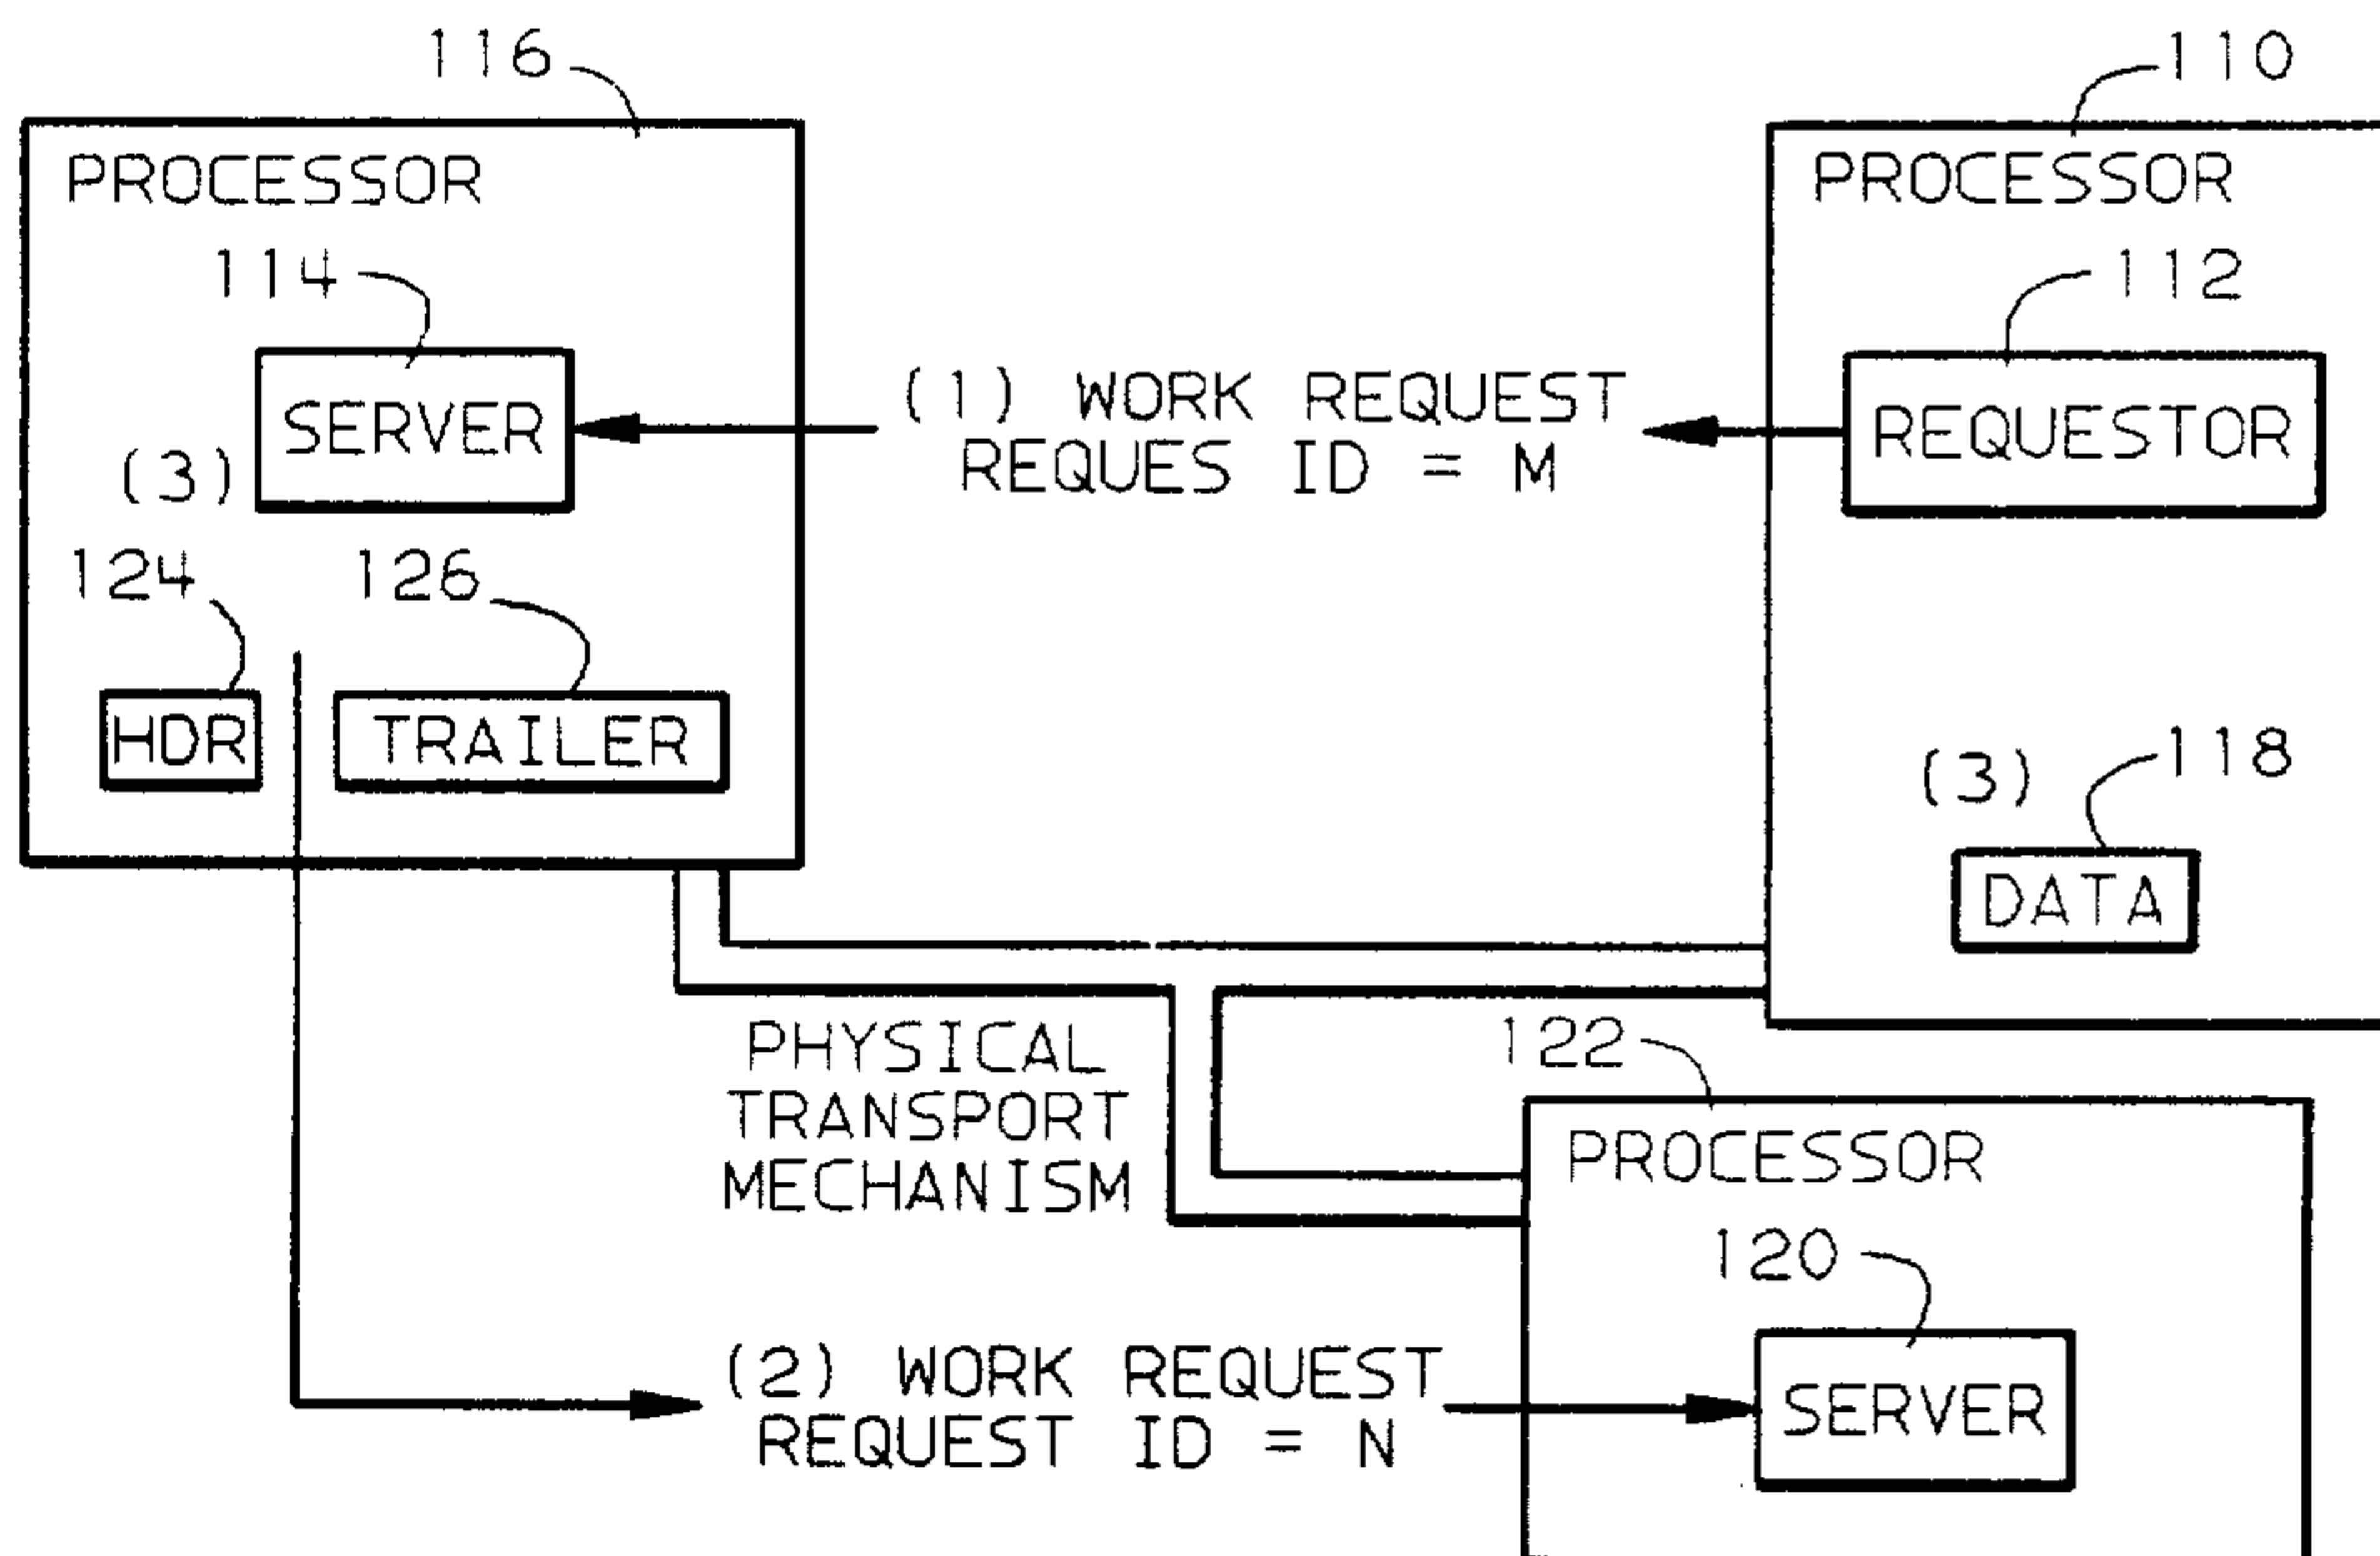 116
110
PROCESSOR
PROCESSOR
114
112
(1) WORK REQUEST
REQUES ID = M
SERVER
REQUESTOR
(3)
124
126
HDR
TRAILER
(3)
118
DATA
PHYSICAL
TRANSPORT
MECHANISM
122
PROCESSOR
120
(2) WORK REQUEST
REQUEST ID = N
SERVER